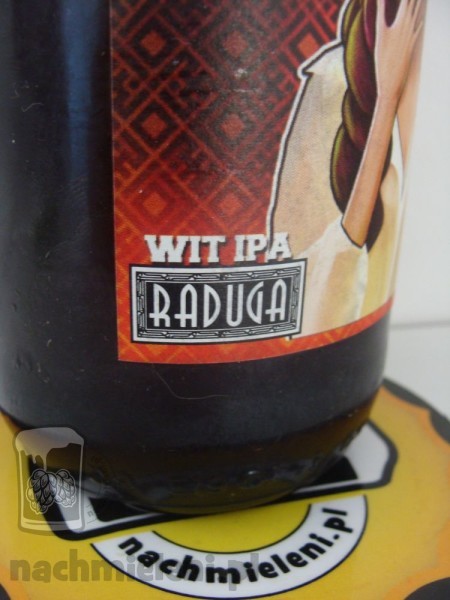 WIT IPA
RADUGA
nachmieleni.pl
nachmieleni.pl